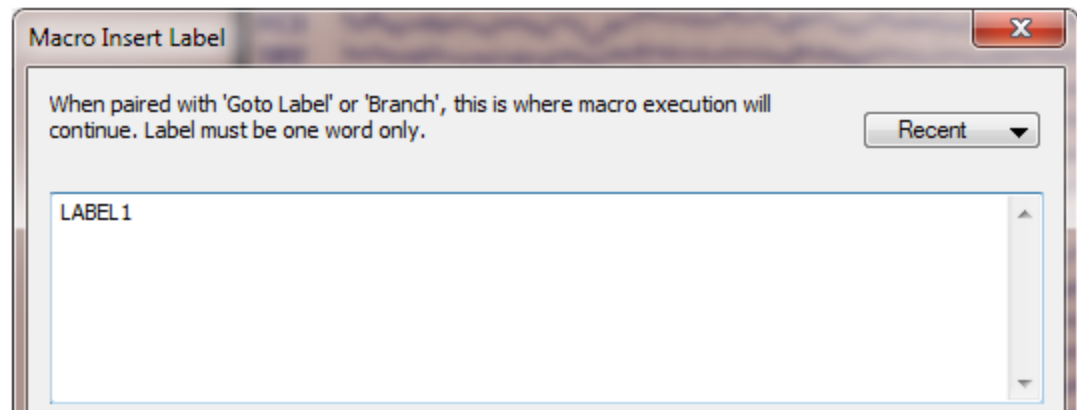 Macro Insert Label
When paired with 'Goto Label' or 'Branch', this is where macro execution will
continue. Label must be one word only.
Recent
LABEL1